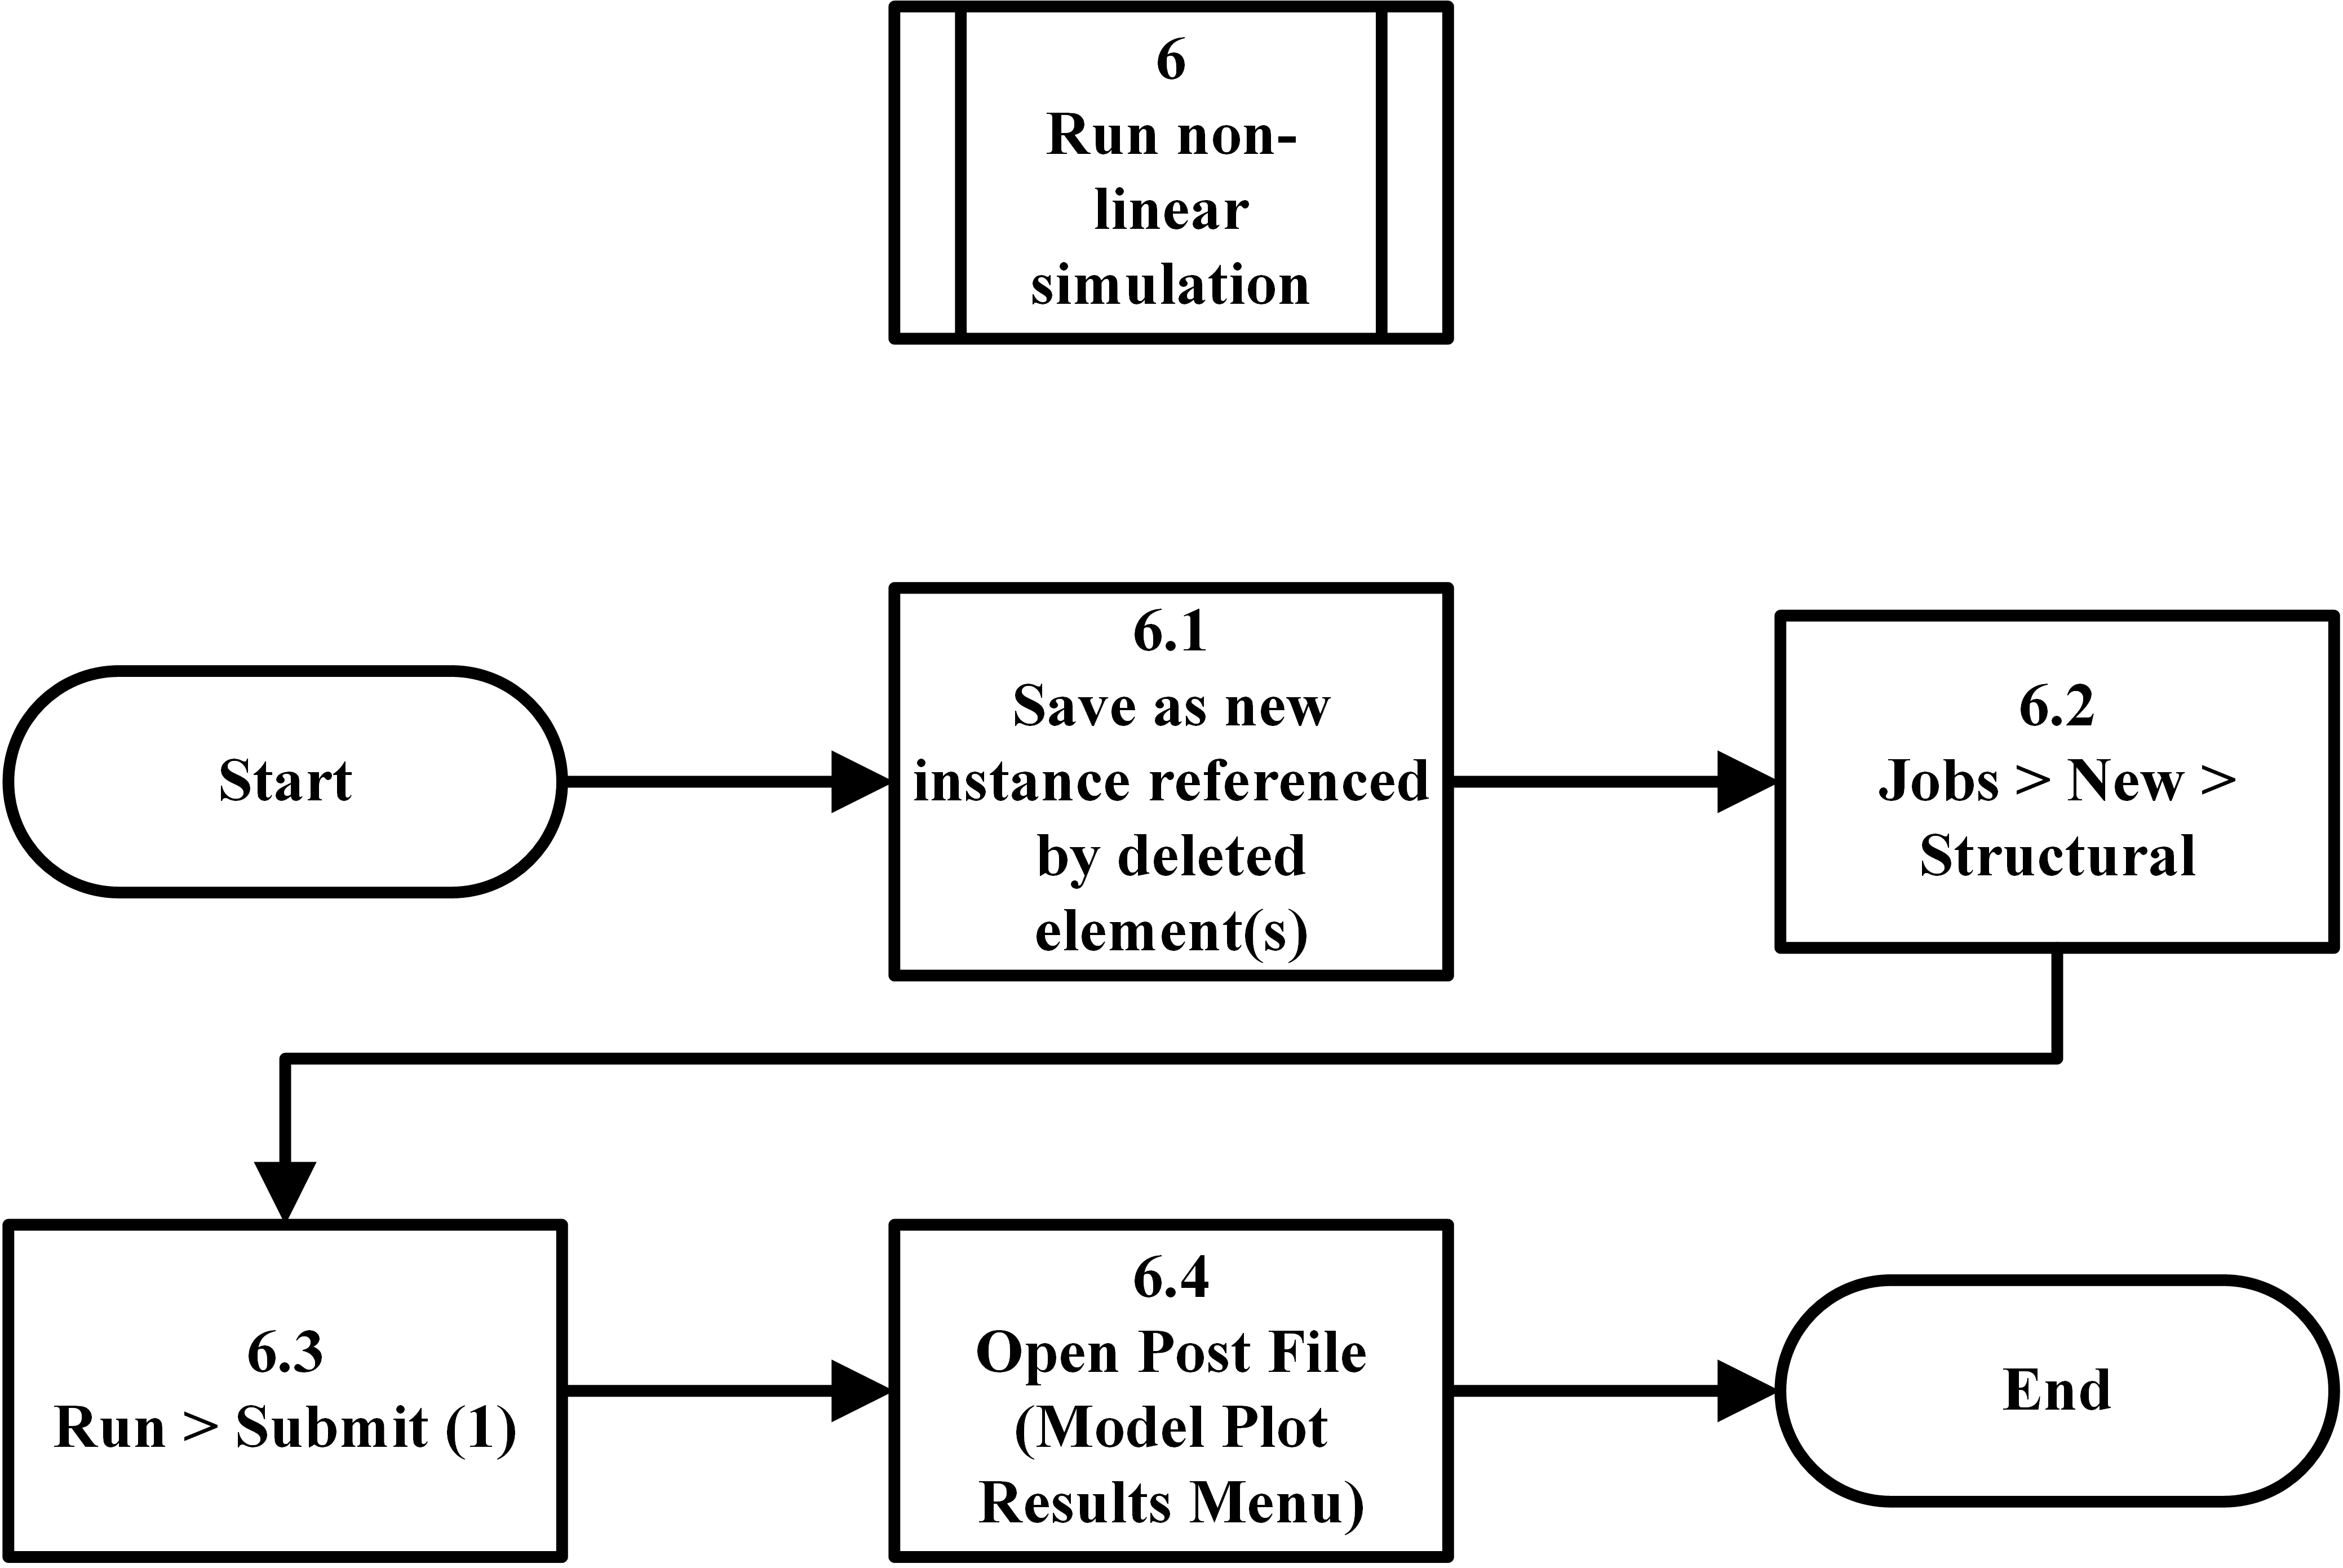 6
Run non-
linear
simulation
Start
6.1
Save as new
instance referenced
by deleted
element(s)
6.2
Jobs > New >
Structural
6.3
Run > Submit (1)
6.4
Open Post File
(Model Plot
Results Menu)
End